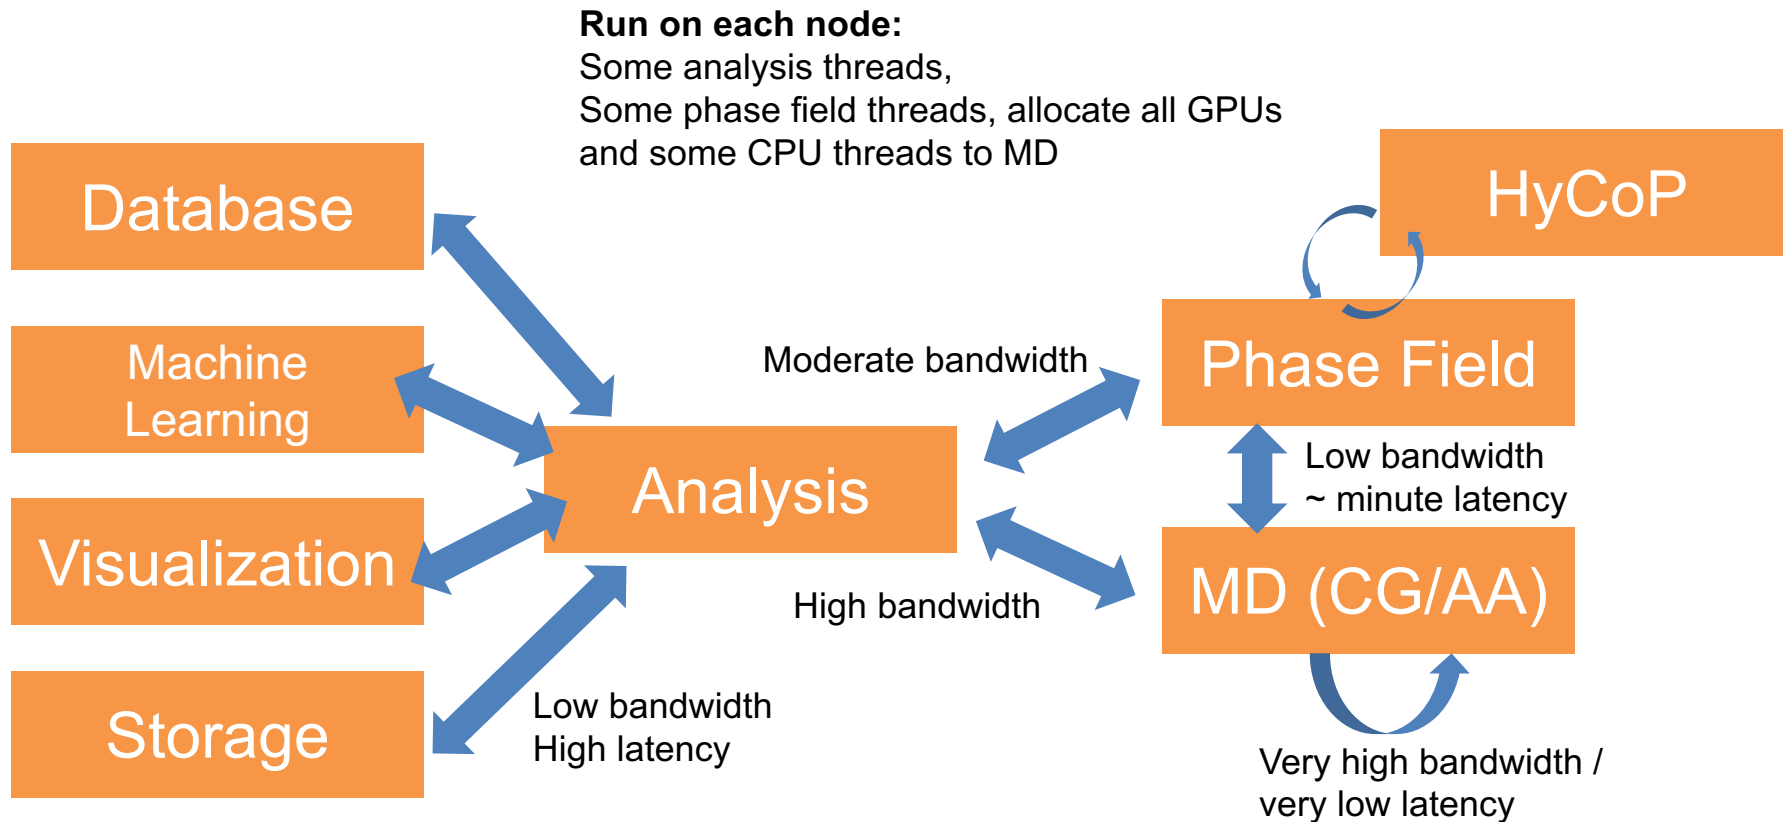 Run on each node:
Some analysis threads,
Some phase field threads, allocate all GPUs
and some CPU threads to MD
Database
HyCoP
Machine
Learning
Moderate bandwidth
Phase Field
Analysis
Low bandwidth
~ minute latency
Visualization
High bandwidth
MD (CG/AA)
Storage
Low bandwidth
High latency
Very high bandwidth /
very low latency